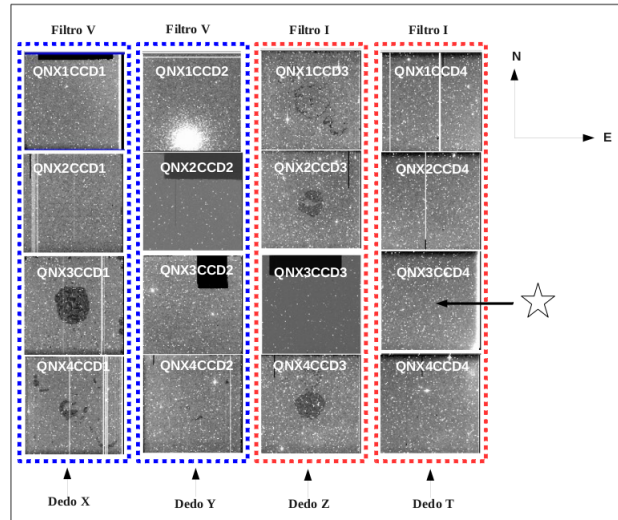 Filtro V Filtro V Filtro I Filtro I
QNX1CCD1 QNX1CCD2 QNX1CCD3 QNX1CCD4
N
E
QNX2CCD1 QNX2CCD2 QNX2CCD3 QNX2CCD4
QNX3CCD1 QNX3CCD2 QNX3CCD3 QNX3CCD4
QNX4CCD1 QNX4CCD2 QNX4CCD3 QNX4CCD4
Dedo X Dedo Y Dedo Z Dedo T